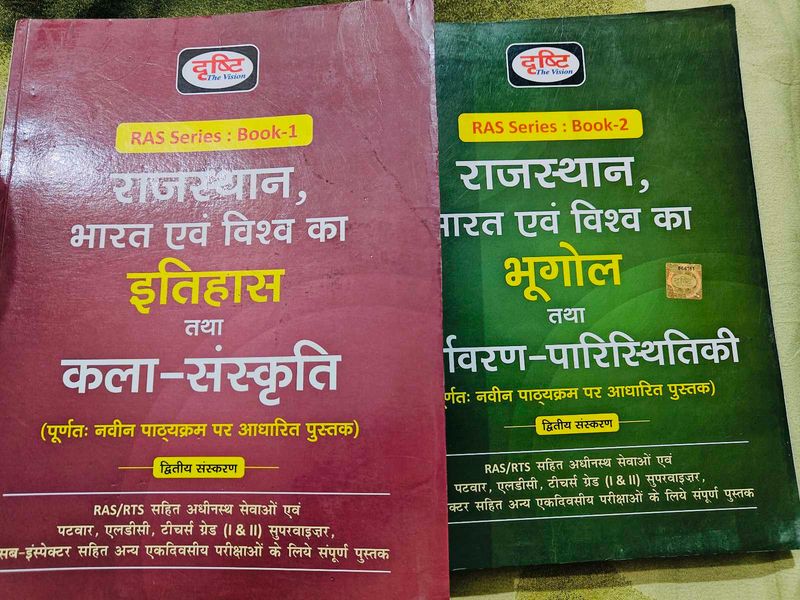 दृष्टि
The Vision
RAS Series : Book-1
राजस्थान,
भारत एवं विश्व का
इतिहास
तथा
कला-संस्कृति
(पूर्णतः नवीन पाठ्यक्रम पर आधारित पुस्तक)
द्वितीय संस्करण
RAS/RTS सहित अधीनस्थ सेवाओं एवं
पटवार, एलडीसी, टीचर्स ग्रेड (I & II) सुपरवाइज़र,
सब-इंस्पेक्टर सहित अन्य एकदिवसीय परीक्षाओं के लिये संपूर्ण पुस्तक
दृष्टि
The Vision
RAS Series : Book-2
राजस्थान,
भारत एवं विश्व का
भूगोल
तथा
र्यावरण-पारिस्थितिकी
र्णतः नवीन पाठ्यक्रम पर आधारित पुस्तक)
द्वितीय संस्करण
RAS/RTS सहित अधीनस्थ सेवाओं एवं
पटवार, एलडीसी, टीचर्स ग्रेड (I & II) सुपरवाइज़र,
क्टर सहित अन्य एकदिवसीय परीक्षाओं के लिये संपूर्ण पुस्तक